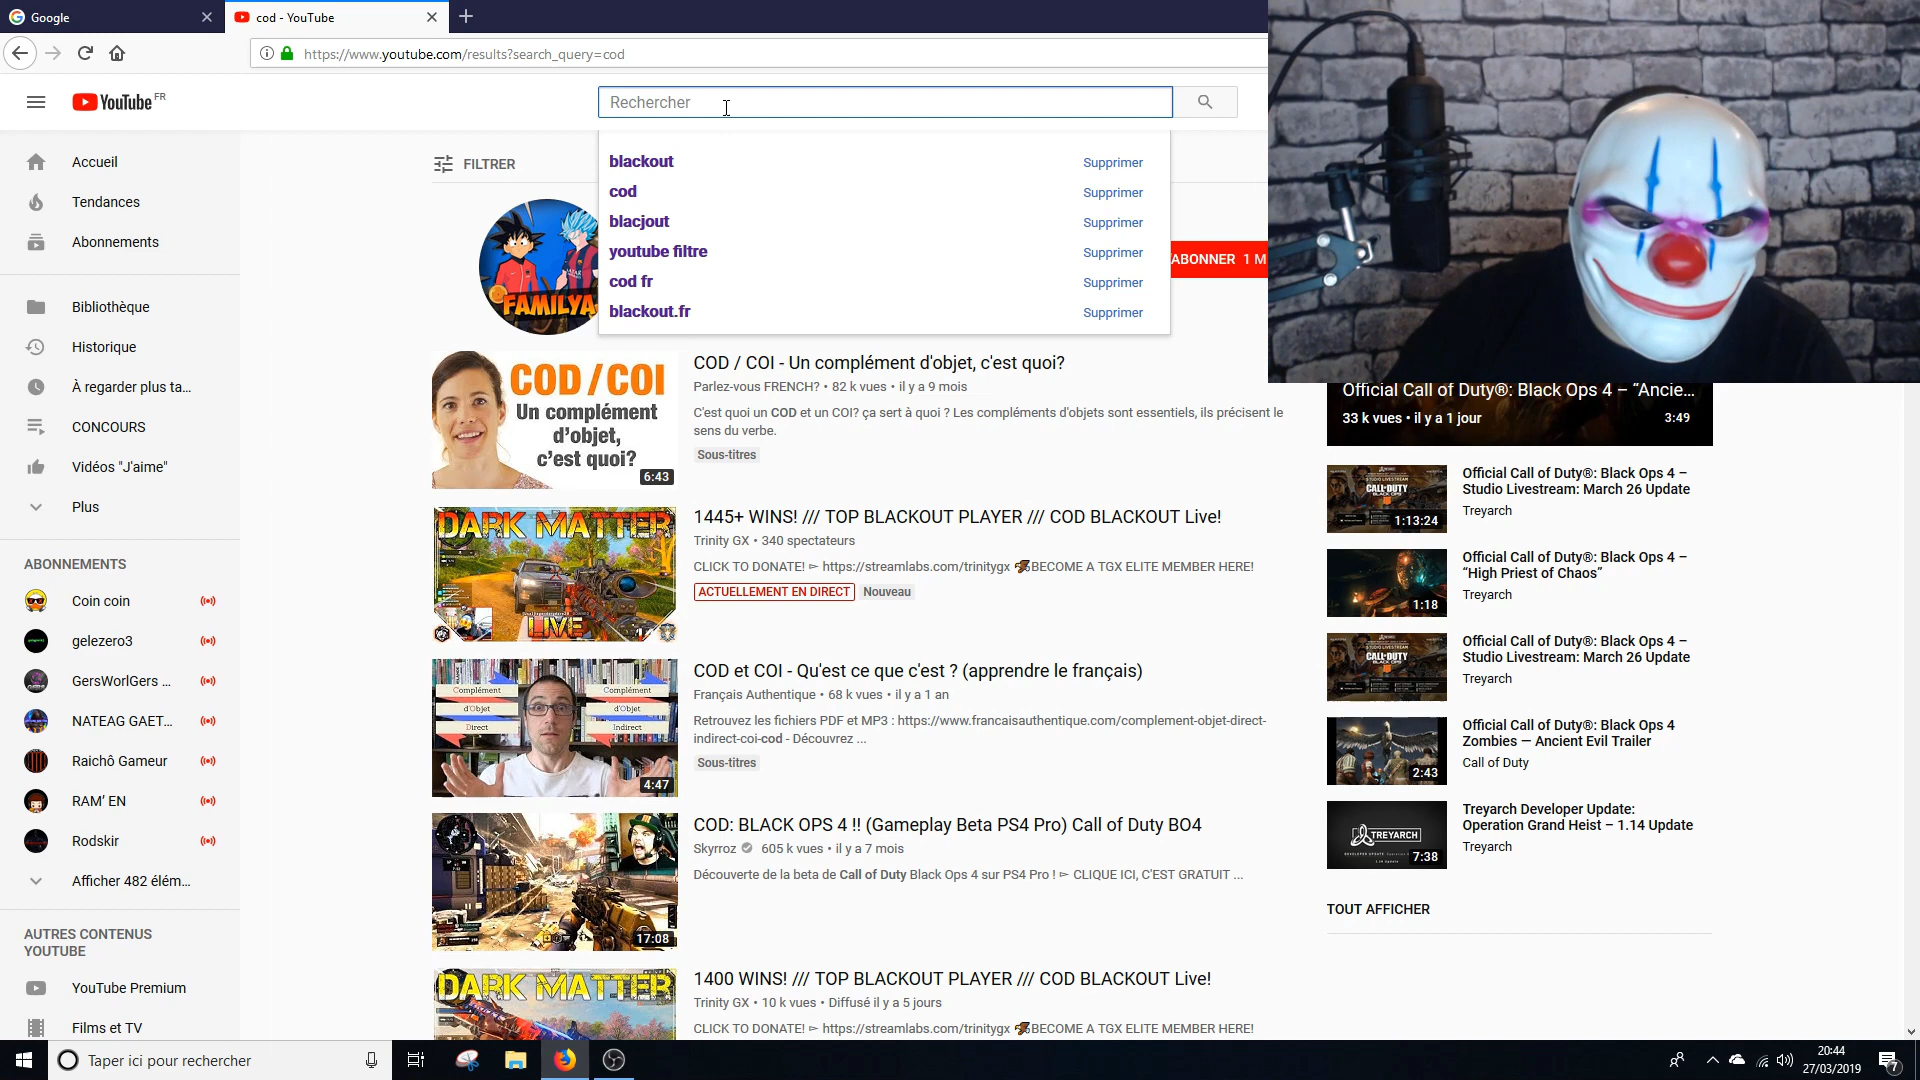 Google
cod - YouTube
https://www.youtube.com/results?search_query=cod
YouTube FR
Rechercher
Accueil
Tendances
Abonnements
Bibliothèque
Historique
À regarder plus ta...
CONCOURS
Vidéos "J'aime"
Plus
ABONNEMENTS
Coin coin
gelezero3
GersWorlGers ...
NATEAG GAET...
Raichô Gameur
RAM' EN
Rodskir
Afficher 482 élém...
AUTRES CONTENUS
YOUTUBE
YouTube Premium
Films et TV
FILTRER
blackout Supprimer
cod Supprimer
blacjout Supprimer
youtube filtre Supprimer
cod fr Supprimer
blackout.fr Supprimer
FAMILYA
ABONNER 1 M
COD / COI
Un complément
d'objet,
c'est quoi?
6:43
COD / COI - Un complément d'objet, c'est quoi?
Parlez-vous FRENCH? • 82 k vues • il y a 9 mois
C'est quoi un COD et un COI? ça sert à quoi ? Les compléments d'objets sont essentiels, ils précisent le
sens du verbe.
Sous-titres
DARK MATTER
LIVE
1445+ WINS! /// TOP BLACKOUT PLAYER /// COD BLACKOUT Live!
Trinity GX • 340 spectateurs
CLICK TO DONATE! ► https://streamlabs.com/trinitygx BECOME A TGX ELITE MEMBER HERE!
ACTUELLEMENT EN DIRECT Nouveau
Complément Complément
d'Objet d'Objet
Direct Indirect
4:47
COD et COI - Qu'est ce que c'est ? (apprendre le français)
Français Authentique • 68 k vues • il y a 1 an
Retrouvez les fichiers PDF et MP3 : https://www.francaisauthentique.com/complement-objet-direct-
indirect-coi-cod - Découvrez ...
Sous-titres
17:08
COD: BLACK OPS 4 !! (Gameplay Beta PS4 Pro) Call of Duty BO4
Skyrroz 605 k vues • il y a 7 mois
Découverte de la beta de Call of Duty Black Ops 4 sur PS4 Pro ! ► CLIQUE ICI, C'EST GRATUIT ...
DARK MATTER
1400 WINS! /// TOP BLACKOUT PLAYER /// COD BLACKOUT Live!
Trinity GX • 10 k vues • Diffusé il y a 5 jours
CLICK TO DONATE! ► https://streamlabs.com/trinitygx BECOME A TGX ELITE MEMBER HERE!
Official Call of Duty®: Black Ops 4 – “Ancie...
33 k vues • il y a 1 jour 3:49
CALL OF DUTY
BLACK OPS
1:13:24
Official Call of Duty®: Black Ops 4 –
Studio Livestream: March 26 Update
Treyarch
1:18
Official Call of Duty®: Black Ops 4 –
“High Priest of Chaos”
Treyarch
CALL OF DUTY
BLACK OPS
Official Call of Duty®: Black Ops 4 –
Studio Livestream: March 26 Update
Treyarch
2:43
Official Call of Duty®: Black Ops 4
Zombies — Ancient Evil Trailer
Call of Duty
TREYARCH
7:38
Treyarch Developer Update:
Operation Grand Heist – 1.14 Update
Treyarch
TOUT AFFICHER
Taper ici pour rechercher
20:44
27/03/2019
7